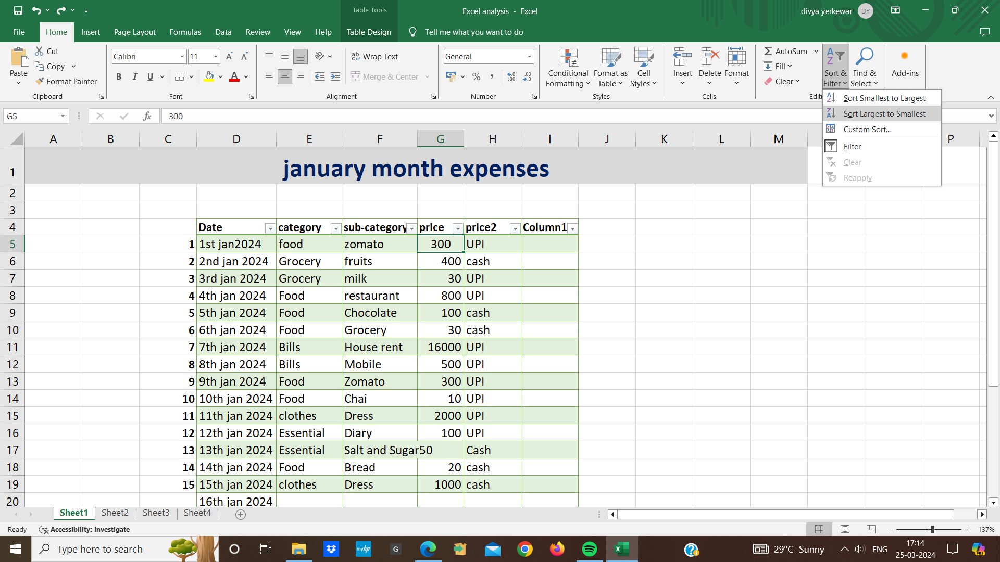 Table Tools
Excel analysis - Excel
divya yerkewar DY
File Home Insert Page Layout Formulas Data Review View Help Table Design Tell me what you want to do
Paste
Cut
Copy
Format Painter
Clipboard
Calibri 11
B I U A
Font
Wrap Text
Merge & Center
Alignment
General
% ,
Number
Conditional Formatting
Format as Table
Cell Styles
Styles
Insert Delete Format
Cells
AutoSum
Fill
Clear
Sort & Filter
Find & Select
Editi
Add-ins
Sort Smallest to Largest
Sort Largest to Smallest
Custom Sort...
Filter
Clear
Reapply
G5 fx 300
A B C D E F G H I J K L M P
1 january month expenses
2
3
4 Date category sub-category price price2 Column1
5 1 1st jan2024 food zomato 300 UPI
6 2 2nd jan 2024 Grocery fruits 400 cash
7 3 3rd jan 2024 Grocery milk 30 UPI
8 4 4th jan 2024 Food restaurant 800 UPI
9 5 5th jan 2024 Food Chocolate 100 cash
10 6 6th jan 2024 Food Grocery 30 cash
11 7 7th jan 2024 Bills House rent 16000 UPI
12 8 8th jan 2024 Bills Mobile 500 UPI
13 9 9th jan 2024 Food Zomato 300 UPI
14 10 10th jan 2024 Food Chai 10 UPI
15 11 11th jan 2024 clothes Dress 2000 UPI
16 12 12th jan 2024 Essential Diary 100 UPI
17 13 13th jan 2024 Essential Salt and Sugar50 Cash
18 14 14th jan 2024 Food Bread 20 cash
19 15 15th jan 2024 clothes Dress 1000 cash
20 16th jan 2024
Sheet1 Sheet2 Sheet3 Sheet4
Ready Accessibility: Investigate 137%
Type here to search
myhp
G
29°C Sunny
ENG
17:14
25-03-2024
PRE